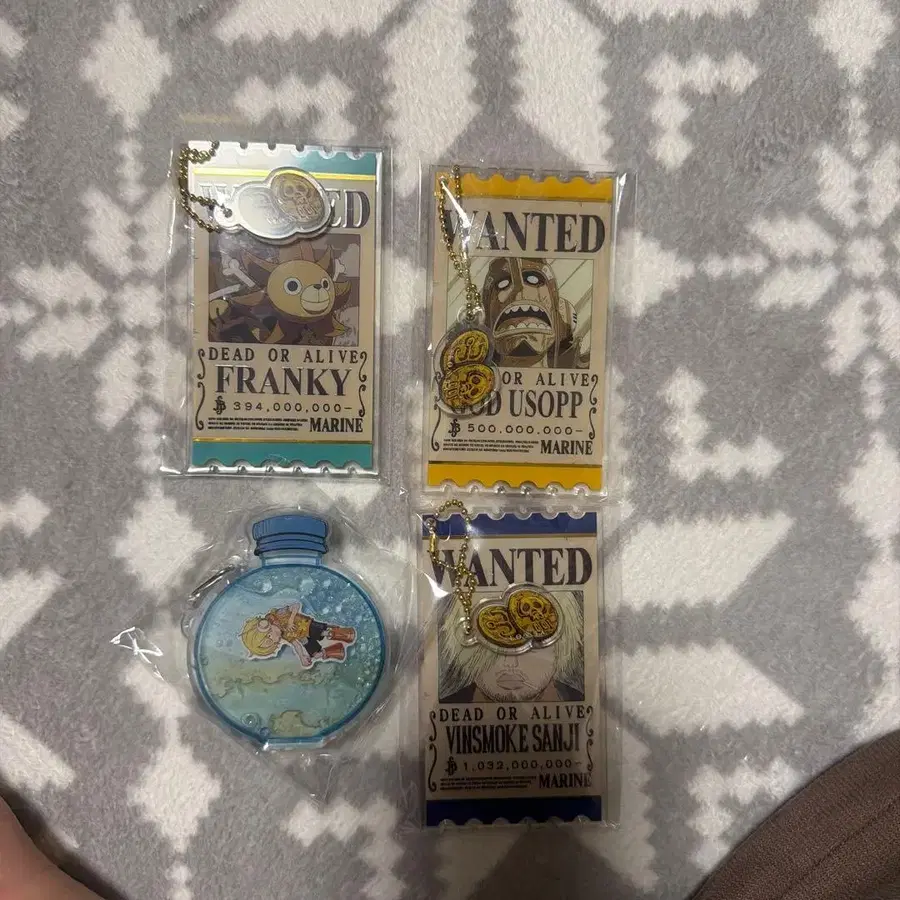 WANTED
DEAD OR ALIVE
FRANKY
394,000,000-
MARINE
WANTED
OR ALIVE
GOD USOPP
500,000,000-
MARINE
WANTED
DEAD OR ALIVE
VINSMOKE SANJI
1,032,000,000-
MARINE